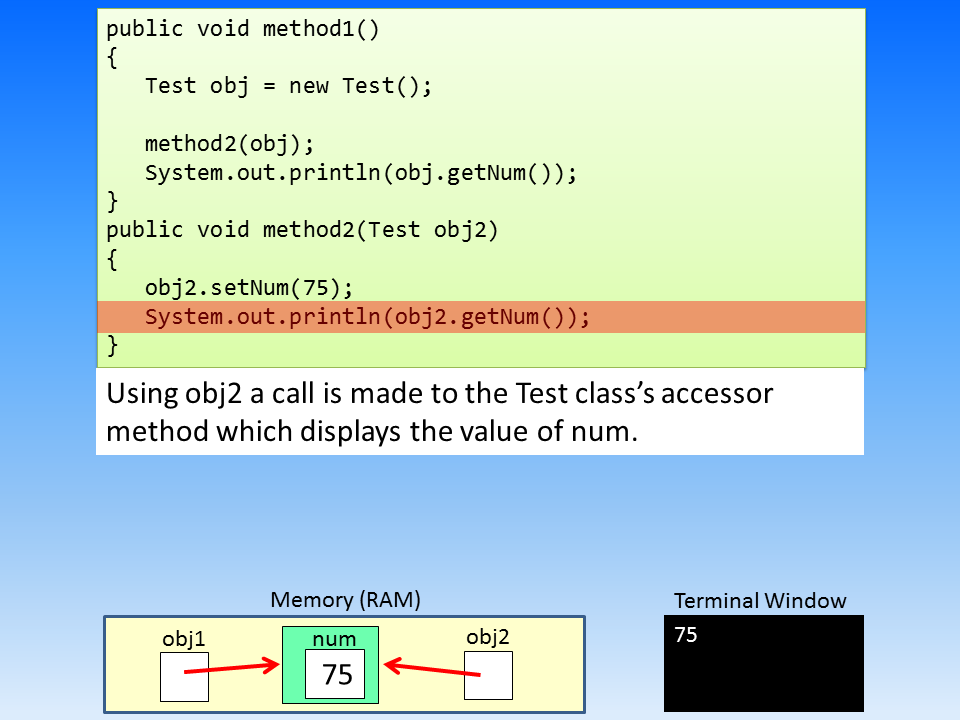 public void method1()
{
   Test obj = new Test();
   method2(obj);
   System.out.println(obj.getNum());
}
public void method2(Test obj2)
{
   obj2.setNum(75);
   System.out.println(obj2.getNum());
}
Using obj2 a call is made to the Test class’s accessor
method which displays the value of num.
Memory (RAM)
obj1
num
obj2
75
Terminal Window
75